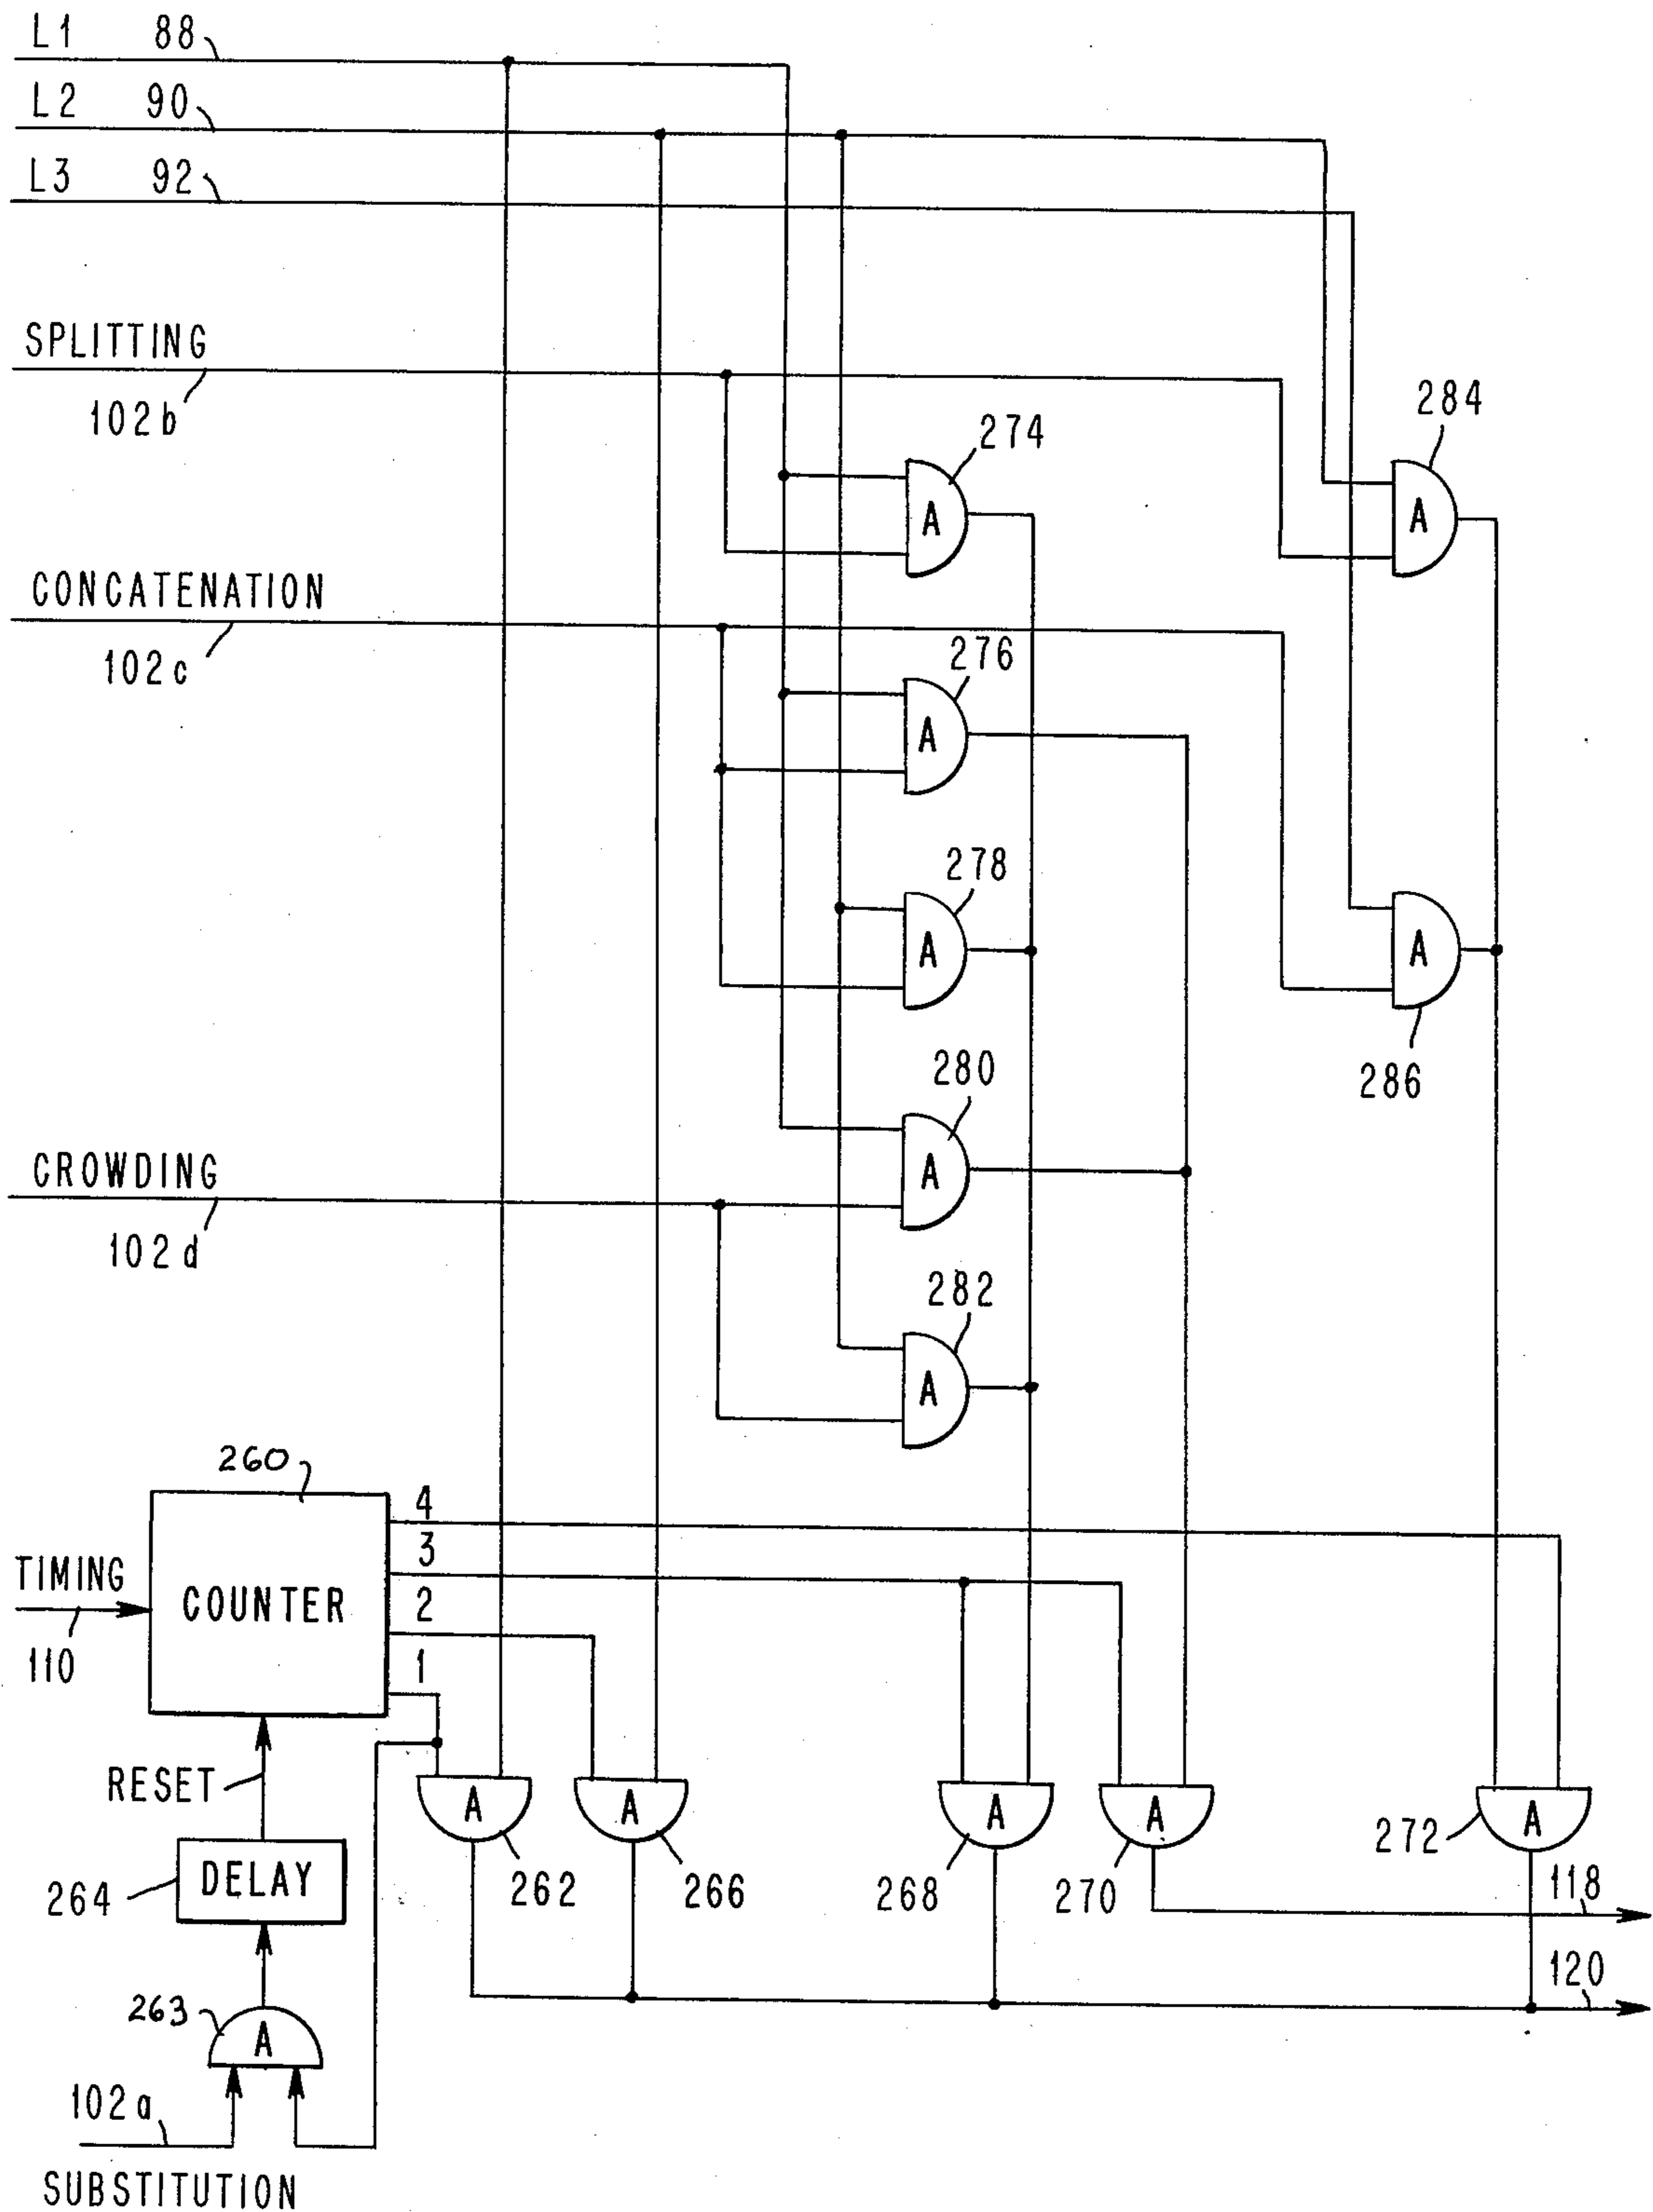 L1 88
L2 90
L3 92
SPLITTING
102b
284
274
A
A
CONCATENATION
102c
276
A
278
A
A
280
286
CROWDING
A
102d
282
A
260
4
3
TIMING
COUNTER
2
110
1
RESET
A
A
A
A
A
272
264
DELAY
262
266
268
270
118
120
263
A
102a
SUBSTITUTION